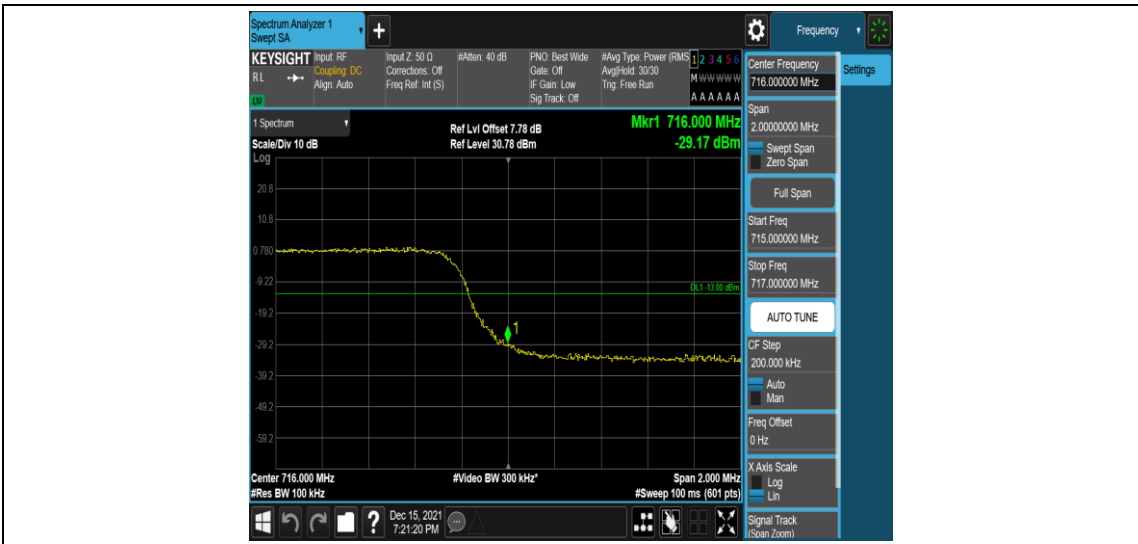 Spectrum Analyzer 1
Swept SA
+
Frequency
KEYSIGHT
RL
LXI
Input: RF
Coupling: DC
Align: Auto
Input Z: 50 Ω
Corrections: Off
Freq Ref: Int (S)
#Atten: 40 dB
PNO: Best Wide
Gate: Off
IF Gain: Low
Sig Track: Off
#Avg Type: Power (RMS
Avg|Hold: 30/30
Trig: Free Run
1 2 3 4 5 6
M W W W W W
A A A A A A
1 Spectrum
Scale/Div 10 dB
Ref Lvl Offset 7.78 dB
Ref Level 30.78 dBm
Mkr1 716.000 MHz
-29.17 dBm
Log
20.8
10.8
0.780
-9.22
-19.2
-29.2
-39.2
-49.2
-59.2
DL1 -13.00 dBm
1
Center 716.000 MHz
#Res BW 100 kHz
#Video BW 300 kHz*
Span 2.000 MHz
#Sweep 100 ms (601 pts)
Center Frequency
716.000000 MHz
Settings
Span
2.00000000 MHz
Swept Span
Zero Span
Full Span
Start Freq
715.000000 MHz
Stop Freq
717.000000 MHz
AUTO TUNE
CF Step
200.000 kHz
Auto
Man
Freq Offset
0 Hz
X Axis Scale
Log
Lin
Signal Track
(Span Zoom)
?
Dec 15, 2021
7:21:20 PM